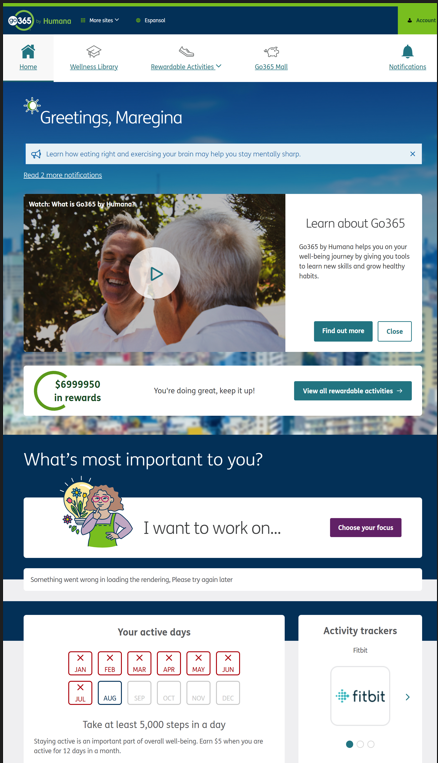 go365 by Humana
More sites
Espansol
Account
Home
Wellness Library
Rewardable Activities
Go365 Mall
Notifications
Greetings, Maregina
Learn how eating right and exercising your brain may help you stay mentally sharp.
Read 2 more notifications
Watch: What is Go365 by Humana?
Learn about Go365
Go365 by Humana helps you on your
well-being journey by giving you tools
to learn new skills and grow healthy
habits.
Find out more
Close
$6999950
in rewards
You're doing great, keep it up!
View all rewardable activities →
What's most important to you?
I want to work on...
Choose your focus
Something went wrong in loading the rendering, Please try again later
Your active days
JAN
FEB
MAR
APR
MAY
JUN
JUL
AUG
SEP
OCT
NOV
DEC
Take at least 5,000 steps in a day
Staying active is an important part of overall well-being. Earn $5 when you are
active for 12 days in a month.
Activity trackers
Fitbit
fitbit